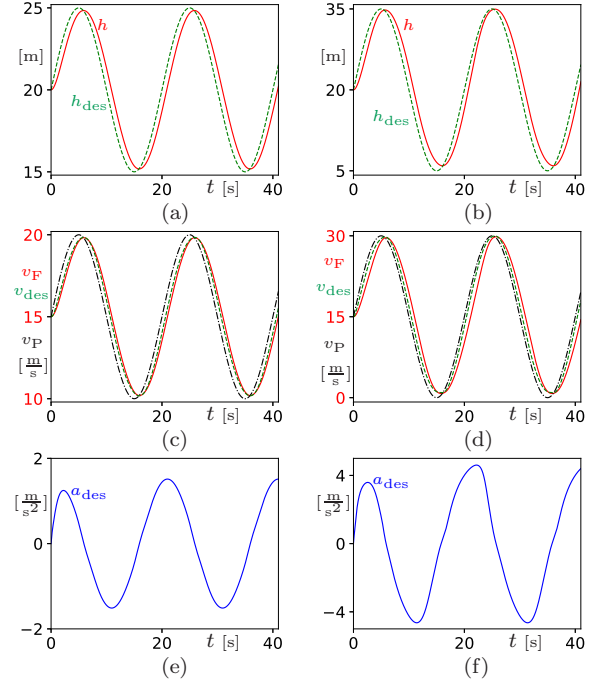 25
h
[m]
20
h_des
15
0 20 t [s] 40
(a)
35
h
[m]
20
h_des
5
0 20 t [s] 40
(b)
20
v_F
v_des
15
v_P
[m/s]
10
0 20 t [s] 40
(c)
30
v_F
v_des
15
v_P
[m/s]
0
0 20 t [s] 40
(d)
2
a_des
[m/s²]
0
−2
0 20 t [s] 40
(e)
4
a_des
[m/s²]
0
−4
0 20 t [s] 40
(f)